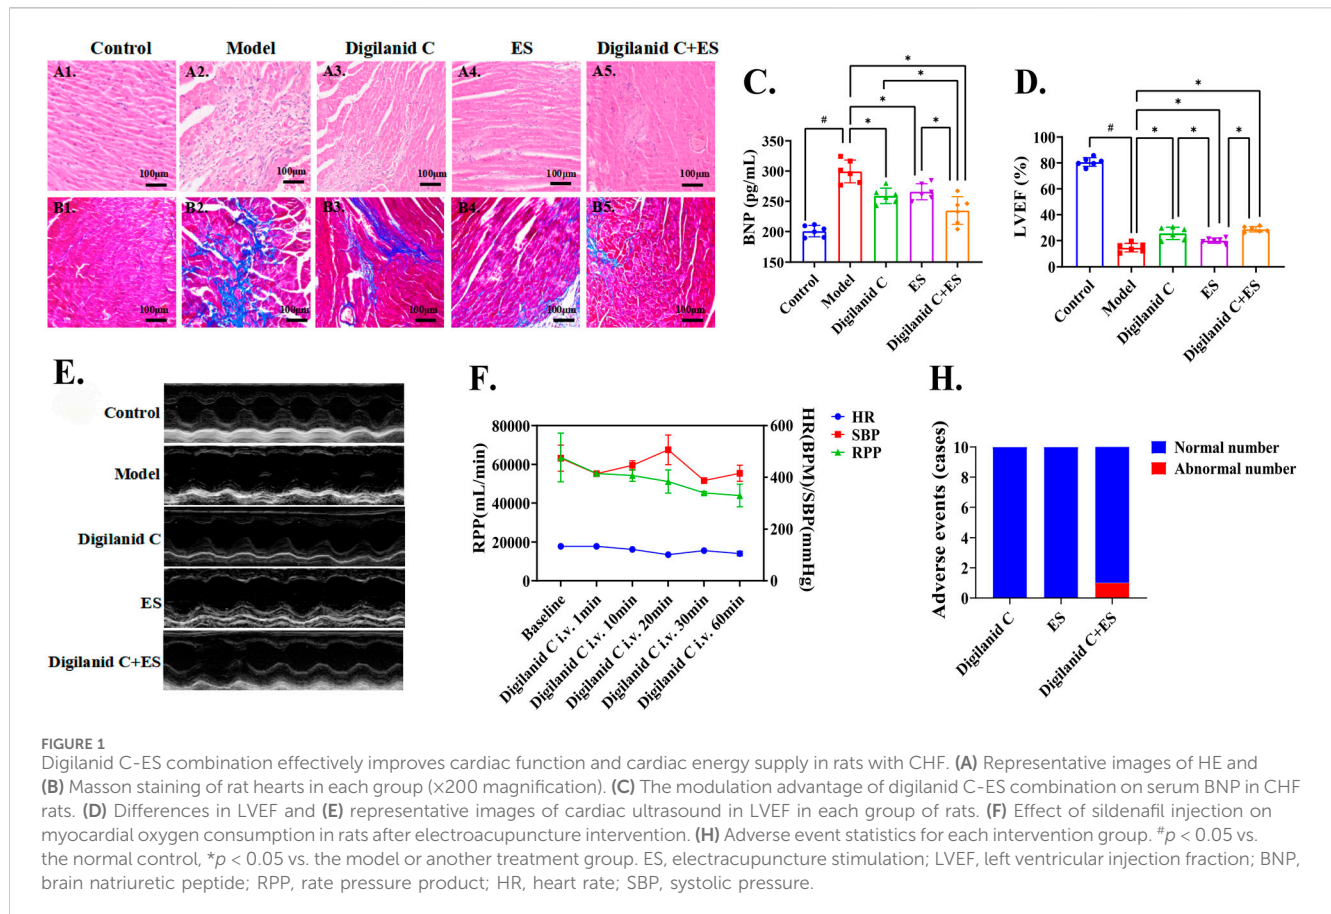 Control Model Digilanid C ES Digilanid C+ES
A1. A2. A3. A4. A5.
100μm 100μm 100μm 100μm 100μm
B1. B2. B3. B4. B5.
100μm 100μm 100μm 100μm 100μm
C.
*
*
*
*
#
*
BNP (pg/mL)
350
300
250
200
150
Control
Model
Digilanid C
ES
Digilanid C+ES
D.
*
*
#
*
*
*
LVEF (%)
100
80
60
40
20
0
Control
Model
Digilanid C
ES
Digilanid C+ES
E.
Control
Model
Digilanid C
ES
Digilanid C+ES
F.
HR
SBP
RPP
RPP(mL/min)
80000
60000
40000
20000
0
HR(BPM)/SBP(mmHg)
600
400
200
0
Baseline
Digilanid C i.v. 1min
Digilanid C i.v. 10min
Digilanid C i.v. 20min
Digilanid C i.v. 30min
Digilanid C i.v. 60min
H.
Normal number
Abnormal number
Adverse events (cases)
10
8
6
4
2
0
Digilanid C
ES
Digilanid C+ES
FIGURE 1
Digilanid C-ES combination effectively improves cardiac function and cardiac energy supply in rats with CHF. (A) Representative images of HE and
(B) Masson staining of rat hearts in each group (×200 magnification). (C) The modulation advantage of digilanid C-ES combination on serum BNP in CHF
rats. (D) Differences in LVEF and (E) representative images of cardiac ultrasound in LVEF in each group of rats. (F) Effect of sildenafil injection on
myocardial oxygen consumption in rats after electroacupuncture intervention. (H) Adverse event statistics for each intervention group. #p < 0.05 vs.
the normal control, *p < 0.05 vs. the model or another treatment group. ES, electracupuncture stimulation; LVEF, left ventricular injection fraction; BNP,
brain natriuretic peptide; RPP, rate pressure product; HR, heart rate; SBP, systolic pressure.